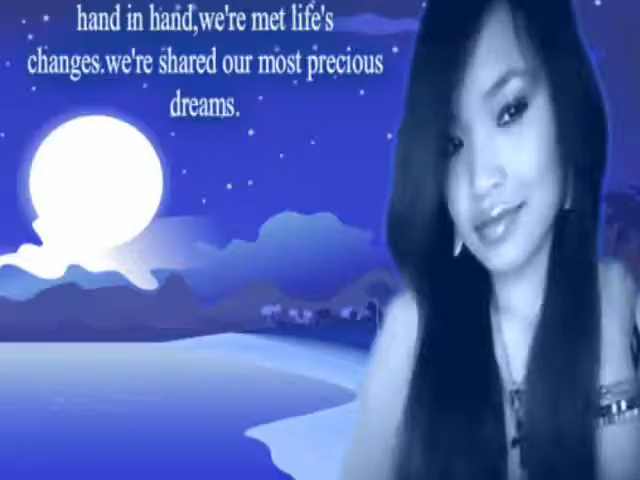 hand in hand,we're met life's
changes.we're shared our most precious
dreams.